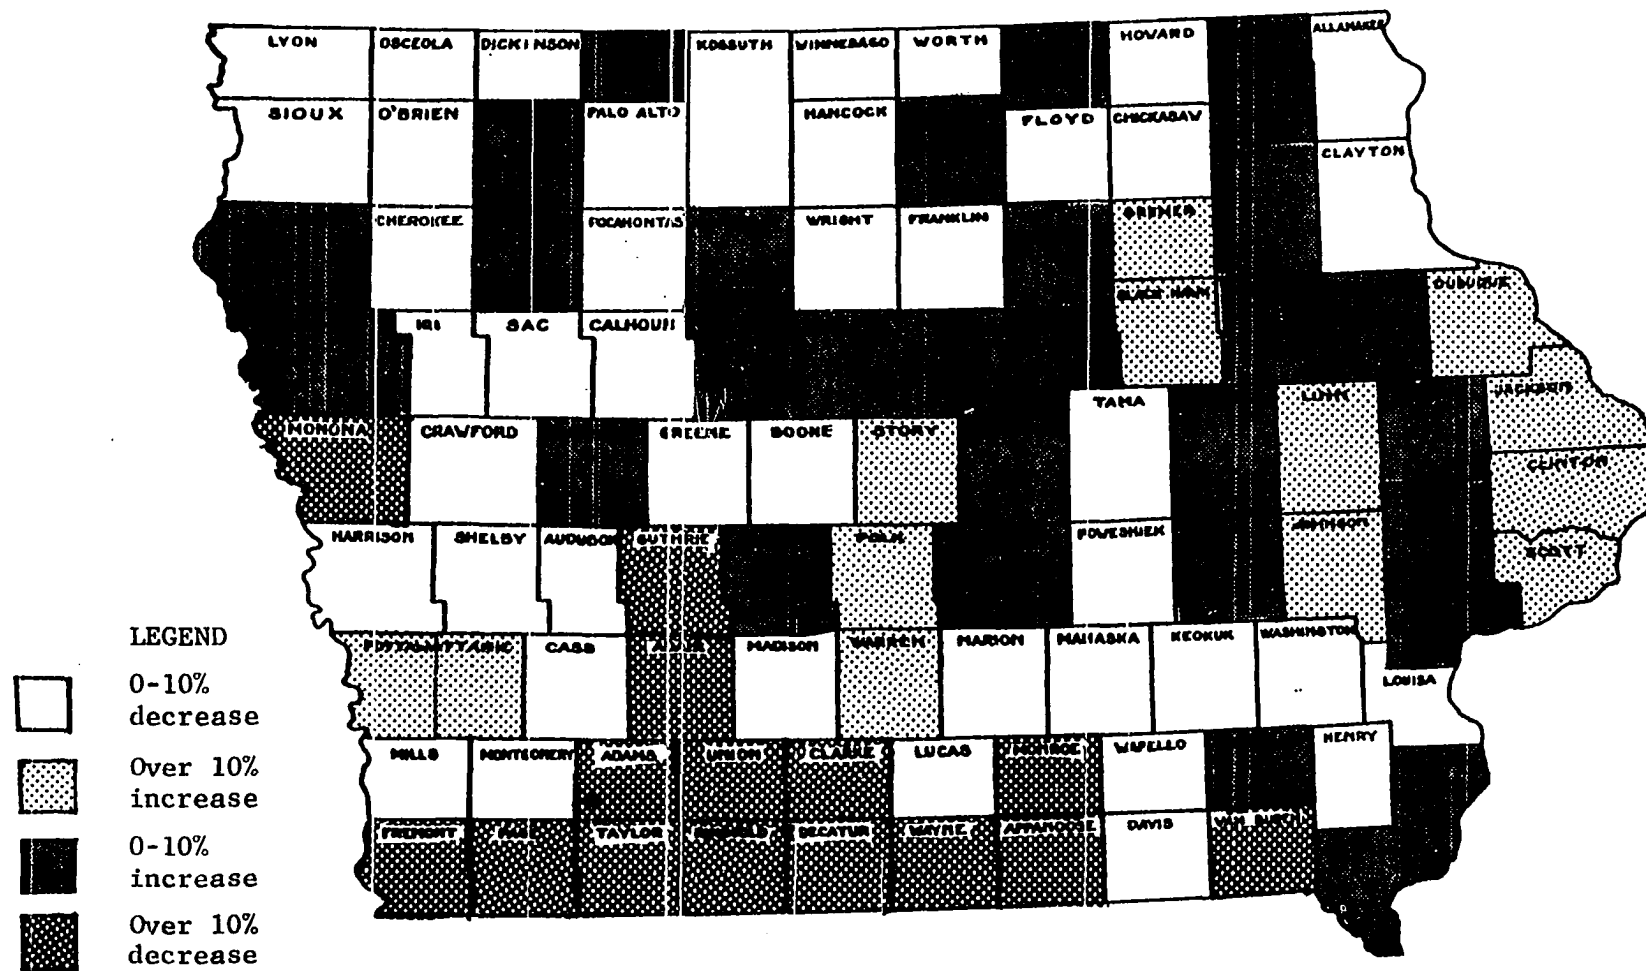 LYON
OSCEOLA
DICKINSON
KOSSUTH
WINNEBAGO
WORTH
HOWARD
ALLAMAKEE
SIOUX
O'BRIEN
PALO ALTO
HANCOCK
FLOYD
CHICKASAW
CLAYTON
CHEROKEE
POCAHONTAS
WRIGHT
FRANKLIN
BREMER
BLACK HAWK
DUBUQUE
IDA
SAC
CALHOUN
TAMA
LINN
JACKSON
MONONA
CRAWFORD
GREENE
BOONE
STORY
CLINTON
HARRISON
SHELBY
AUDUBON
GUTHRIE
POLK
POWESHIEK
JOHNSON
SCOTT
POTTAWATTAMIE
CASS
ADAIR
MADISON
WARREN
MARION
MAHASKA
KEOKUK
WASHINGTON
LOUISA
MILLS
MONTGOMERY
ADAMS
UNION
CLARKE
LUCAS
MONROE
WAPELLO
HENRY
FREMONT
PAGE
TAYLOR
RINGGOLD
DECATUR
WAYNE
APPANOOSE
DAVIS
VAN BUREN
LEGEND
0-10%
decrease
Over 10%
increase
0-10%
increase
Over 10%
decrease